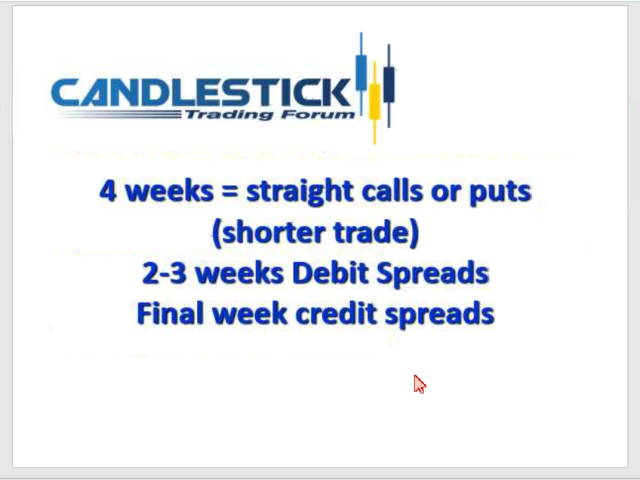 CANDLESTICK
Trading Forum
4 weeks = straight calls or puts
(shorter trade)
2-3 weeks Debit Spreads
Final week credit spreads